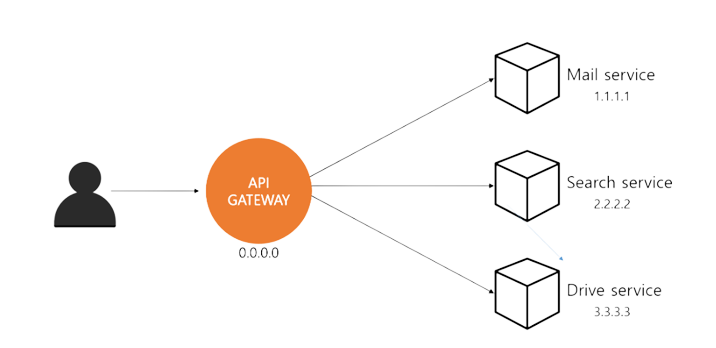 API
GATEWAY
0.0.0.0
Mail service
1.1.1.1
Search service
2.2.2.2
Drive service
3.3.3.3